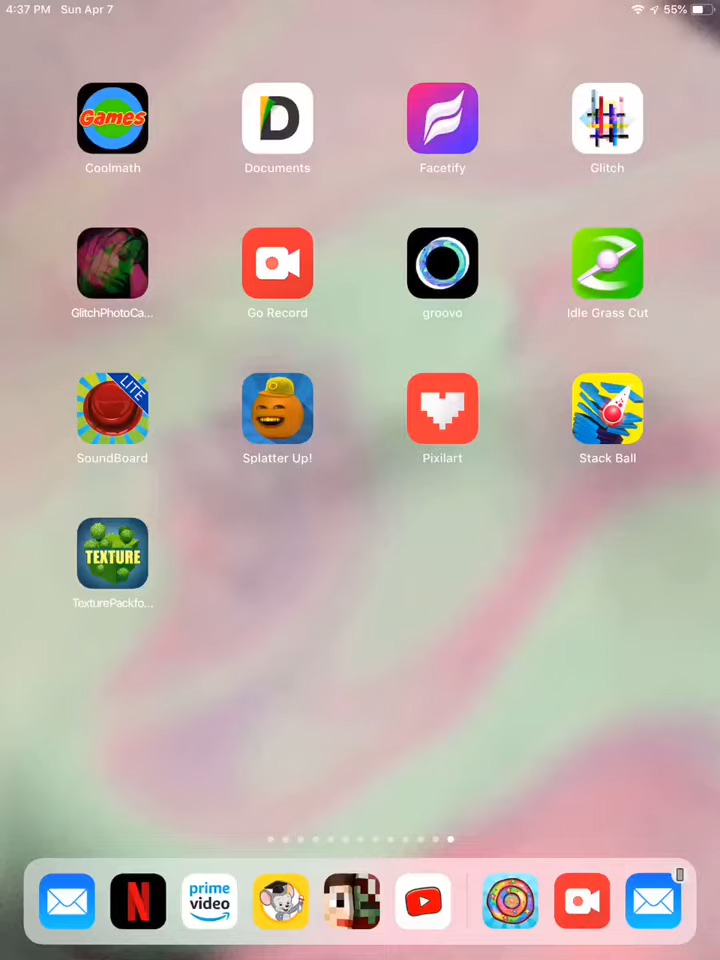 4:37 PM Sun Apr 7 55%
Games
Coolmath Documents Facetify Glitch
GlitchPhotoCa... Go Record groovo Idle Grass Cut
LITE
SoundBoard Splatter Up! Pixilart Stack Ball
TEXTURE
TexturePackfo...
prime
video